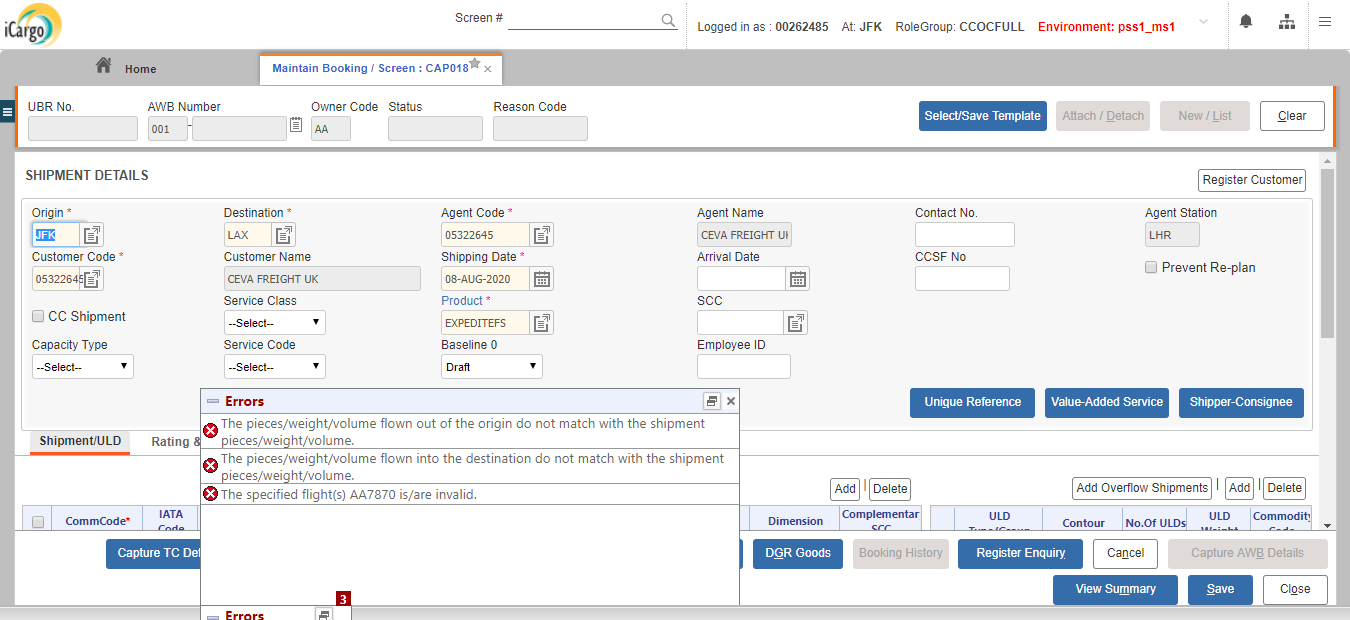 iCargo
Screen #
Logged in as : 00262485 At: JFK RoleGroup: CCOCFULL Environment: pss1_ms1
Home
Maintain Booking / Screen : CAP018
UBR No. AWB Number Owner Code Status Reason Code
001 - AA
Select/Save Template Attach / Detach New / List Clear
SHIPMENT DETAILS
Register Customer
Origin * Destination * Agent Code * Agent Name Contact No. Agent Station
JFK LAX 05322645 CEVA FREIGHT UK LHR
Customer Code * Customer Name Shipping Date * Arrival Date CCSF No
05322645 CEVA FREIGHT UK 08-AUG-2020 Prevent Re-plan
Service Class Product * SCC
CC Shipment --Select-- EXPEDITEFS
Capacity Type Service Code Baseline 0 Employee ID
--Select-- --Select-- Draft
Unique Reference Value-Added Service Shipper-Consignee
Errors
The pieces/weight/volume flown out of the origin do not match with the shipment
pieces/weight/volume.
The pieces/weight/volume flown into the destination do not match with the shipment
pieces/weight/volume.
The specified flight(s) AA7870 is/are invalid.
Shipment/ULD Rating &
Add | Delete Add Overflow Shipments | Add | Delete
CommCode* IATA Code Dimension Complementar SCC ULD Type/Group Contour No.Of ULDs ULD Weight Commodity Code
Capture TC Det DGR Goods Booking History Register Enquiry Cancel Capture AWB Details
View Summary Save Close
3
Errors